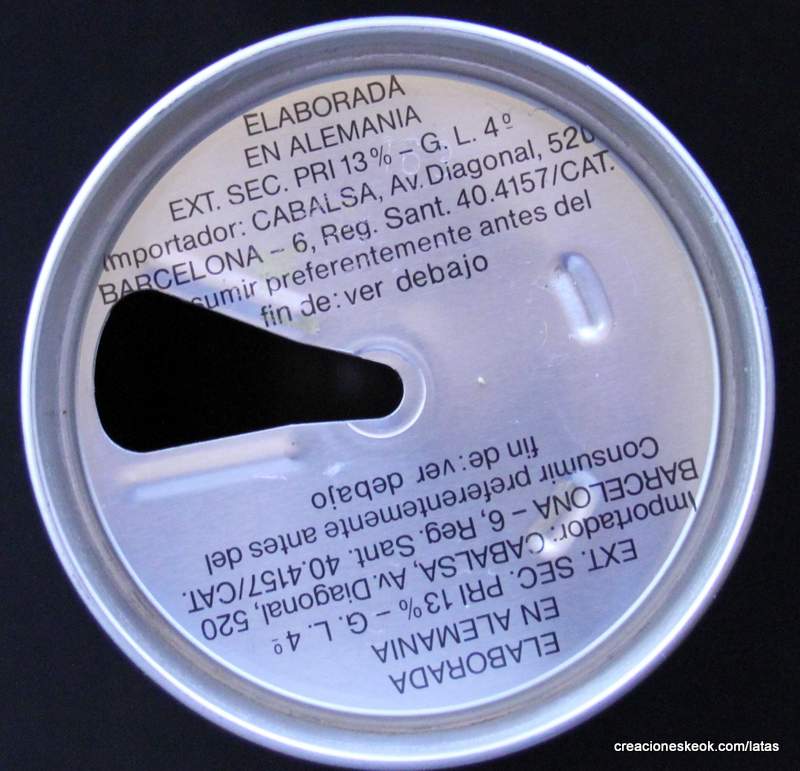 ELABORADA
EN ALEMANIA
EXT. SEC. PRI 13% – G. L. 4º
Importador: CABALSA, Av. Diagonal, 520
BARCELONA – 6, Reg. Sant. 40.4157/CAT.
sumir preferentemente antes del
fin de: ver debajo
ELABORADA
EN ALEMANIA
EXT. SEC. PRI 13% – G. L. 4º
Importador: CABALSA, Av. Diagonal, 520
BARCELONA – 6, Reg. Sant. 40.4157/CAT.
Consumir preferentemente antes del
fin de: ver debajo
creacioneskeok.com/latas